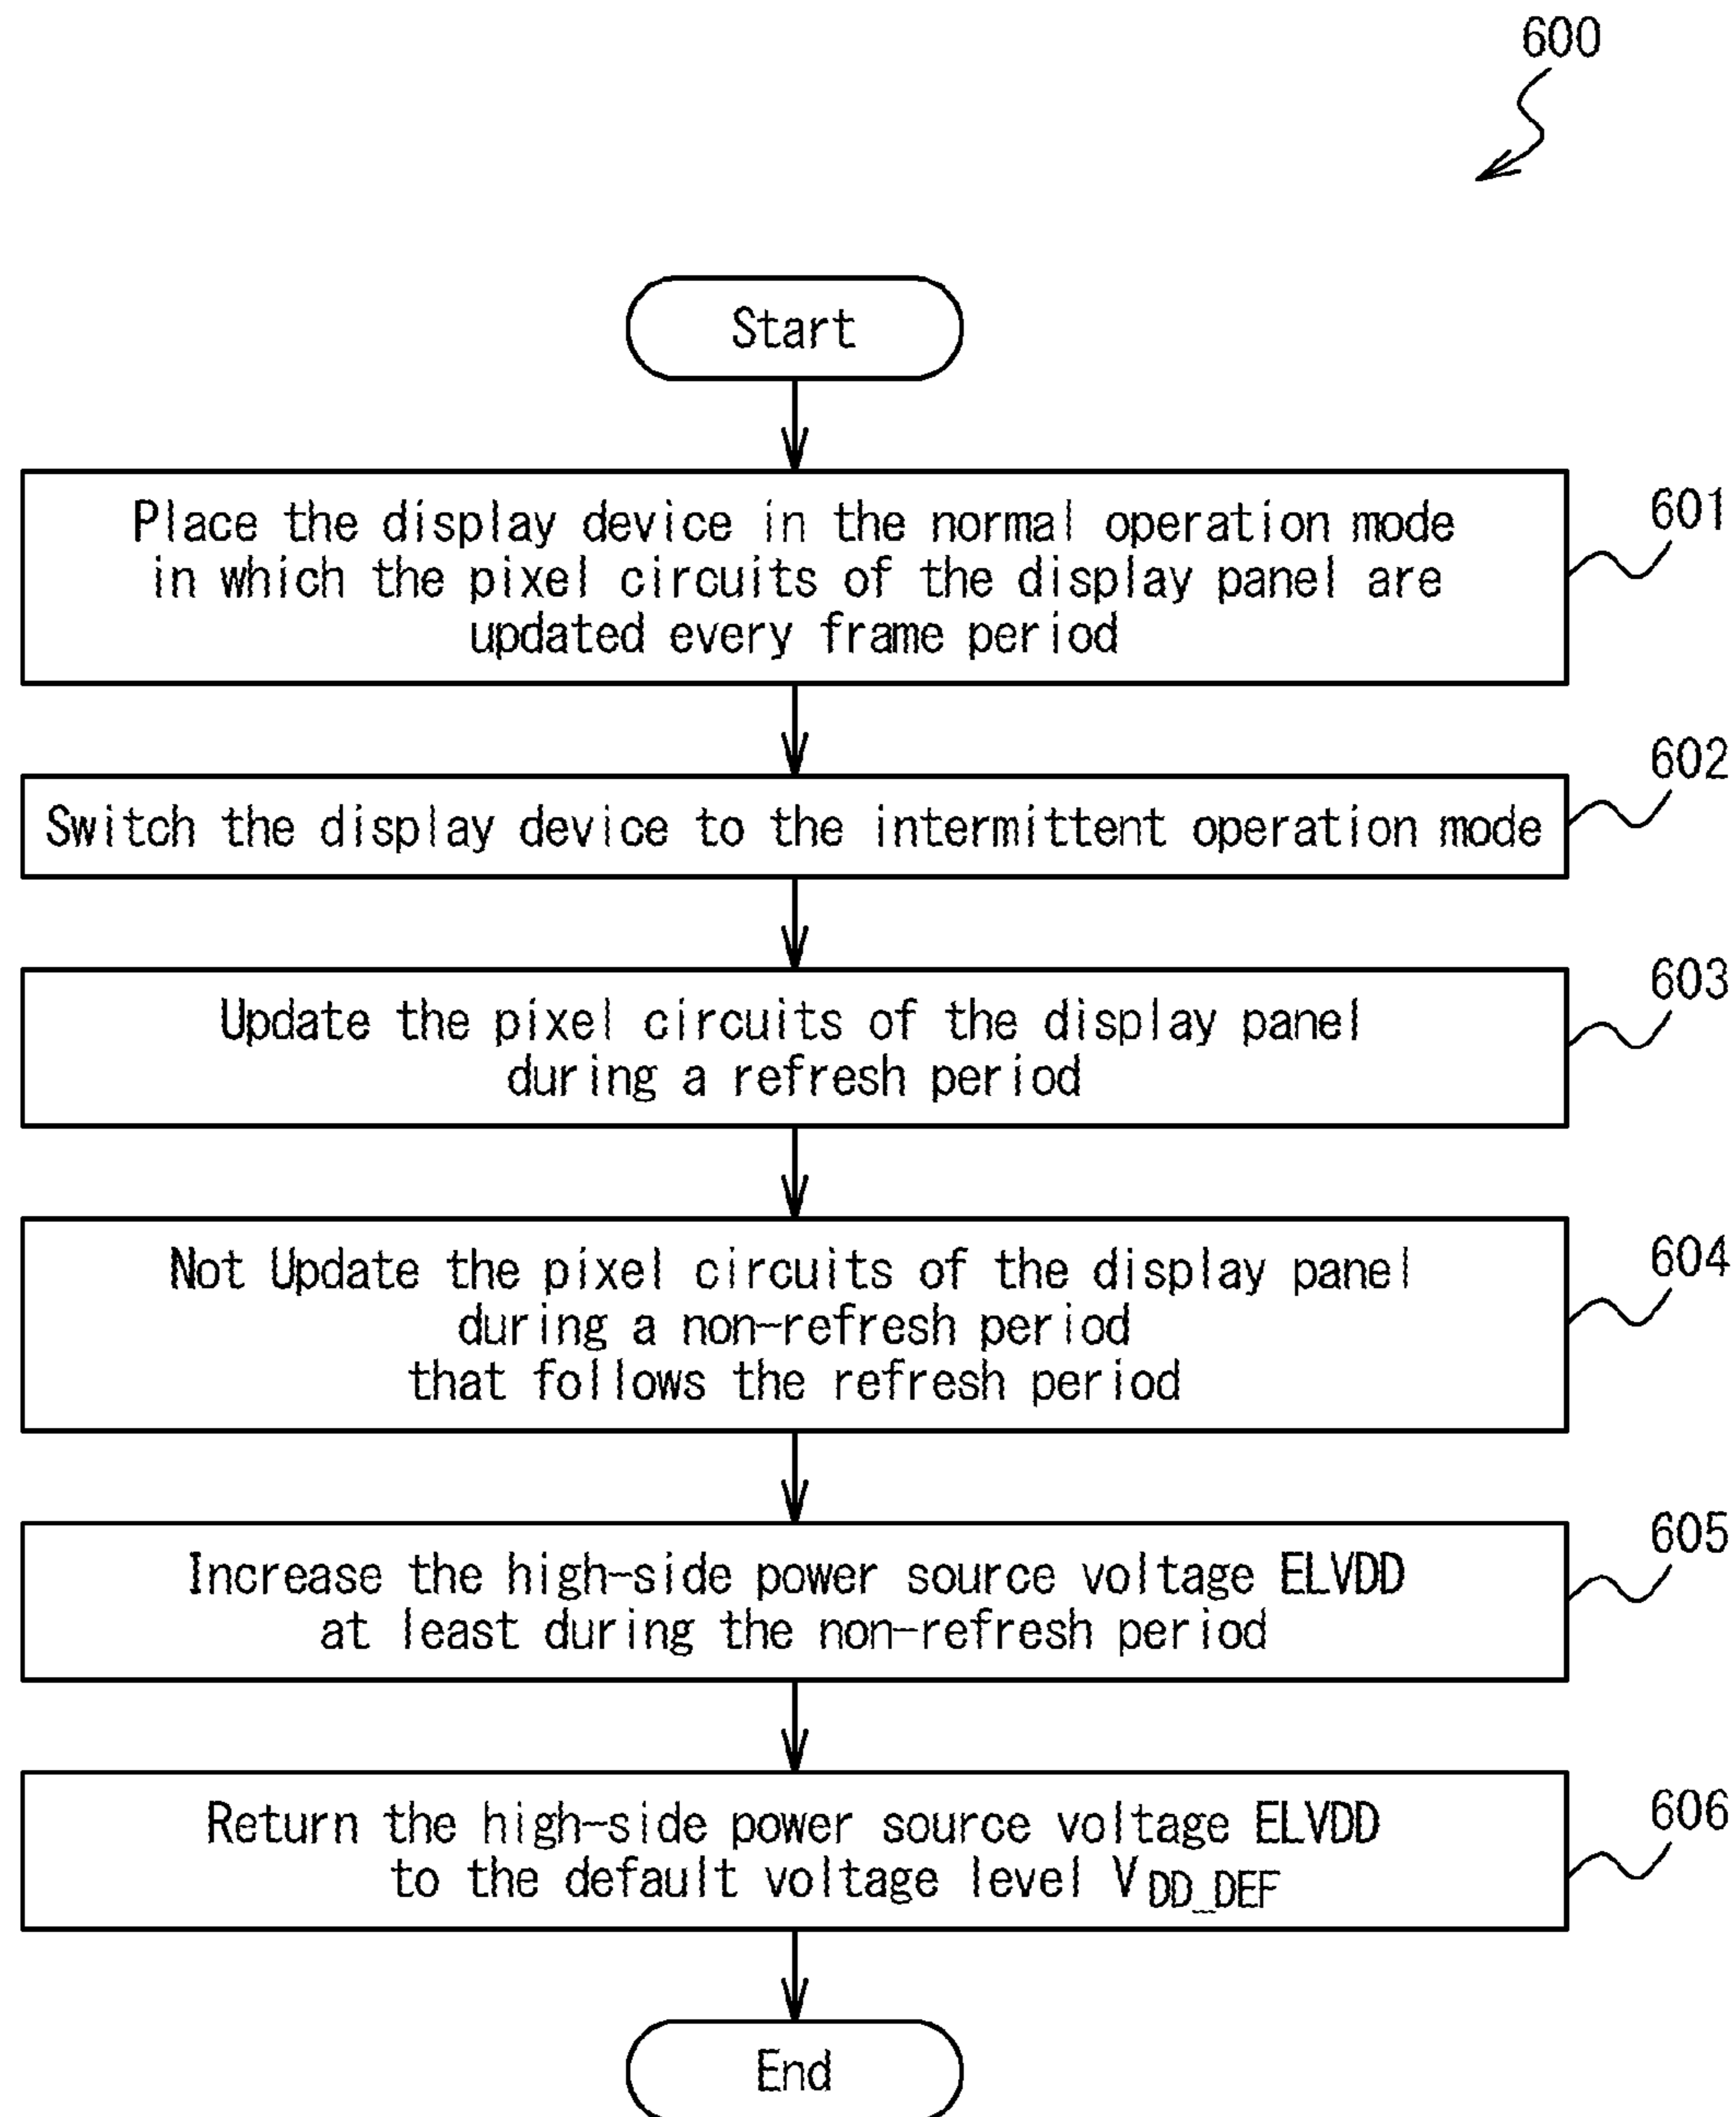 600
Start
Place the display device in the normal operation mode
in which the pixel circuits of the display panel are
updated every frame period
601
Switch the display device to the intermittent operation mode
602
Update the pixel circuits of the display panel
during a refresh period
603
Not Update the pixel circuits of the display panel
during a non-refresh period
that follows the refresh period
604
Increase the high-side power source voltage ELVDD
at least during the non-refresh period
605
Return the high-side power source voltage ELVDD
to the default voltage level VDD_DEF
606
End